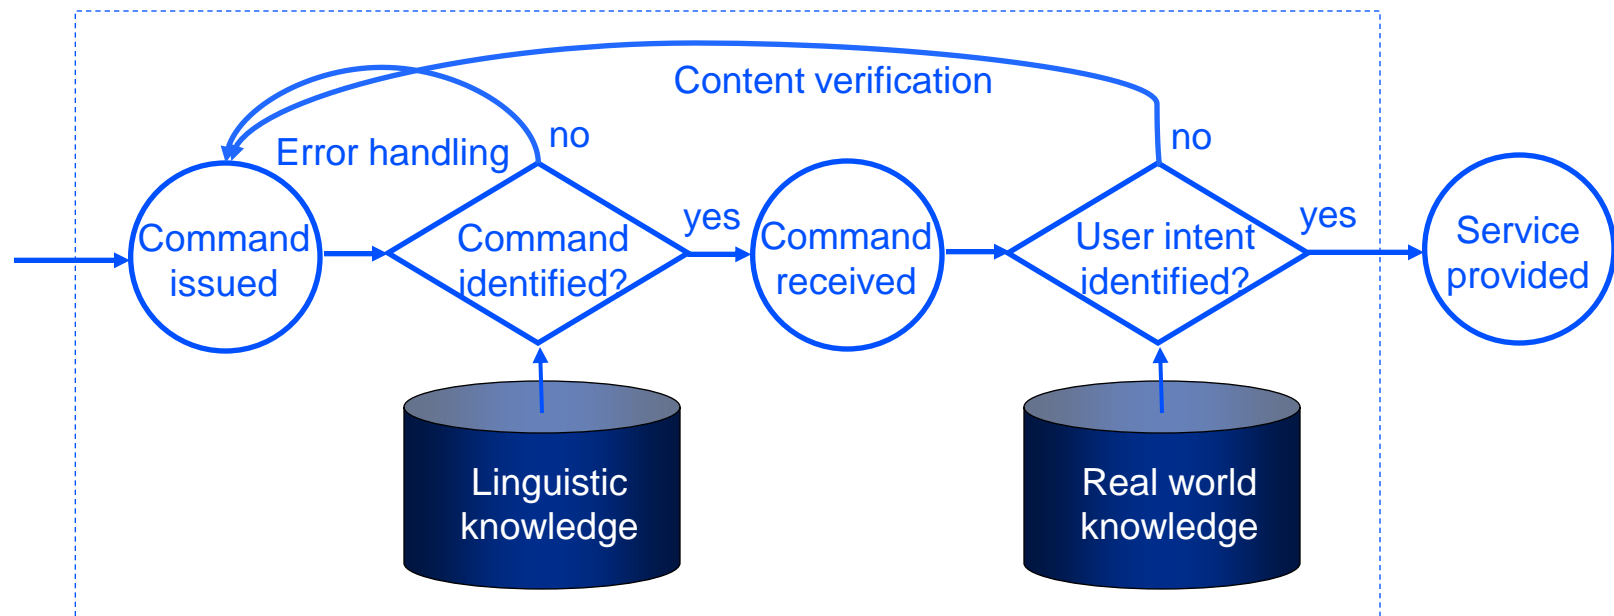 Content verification
no
no
Error handling
yes
yes
Command
issued
Command
identified?
Command
received
User intent
identified?
Service
provided
Linguistic
knowledge
Real world
knowledge